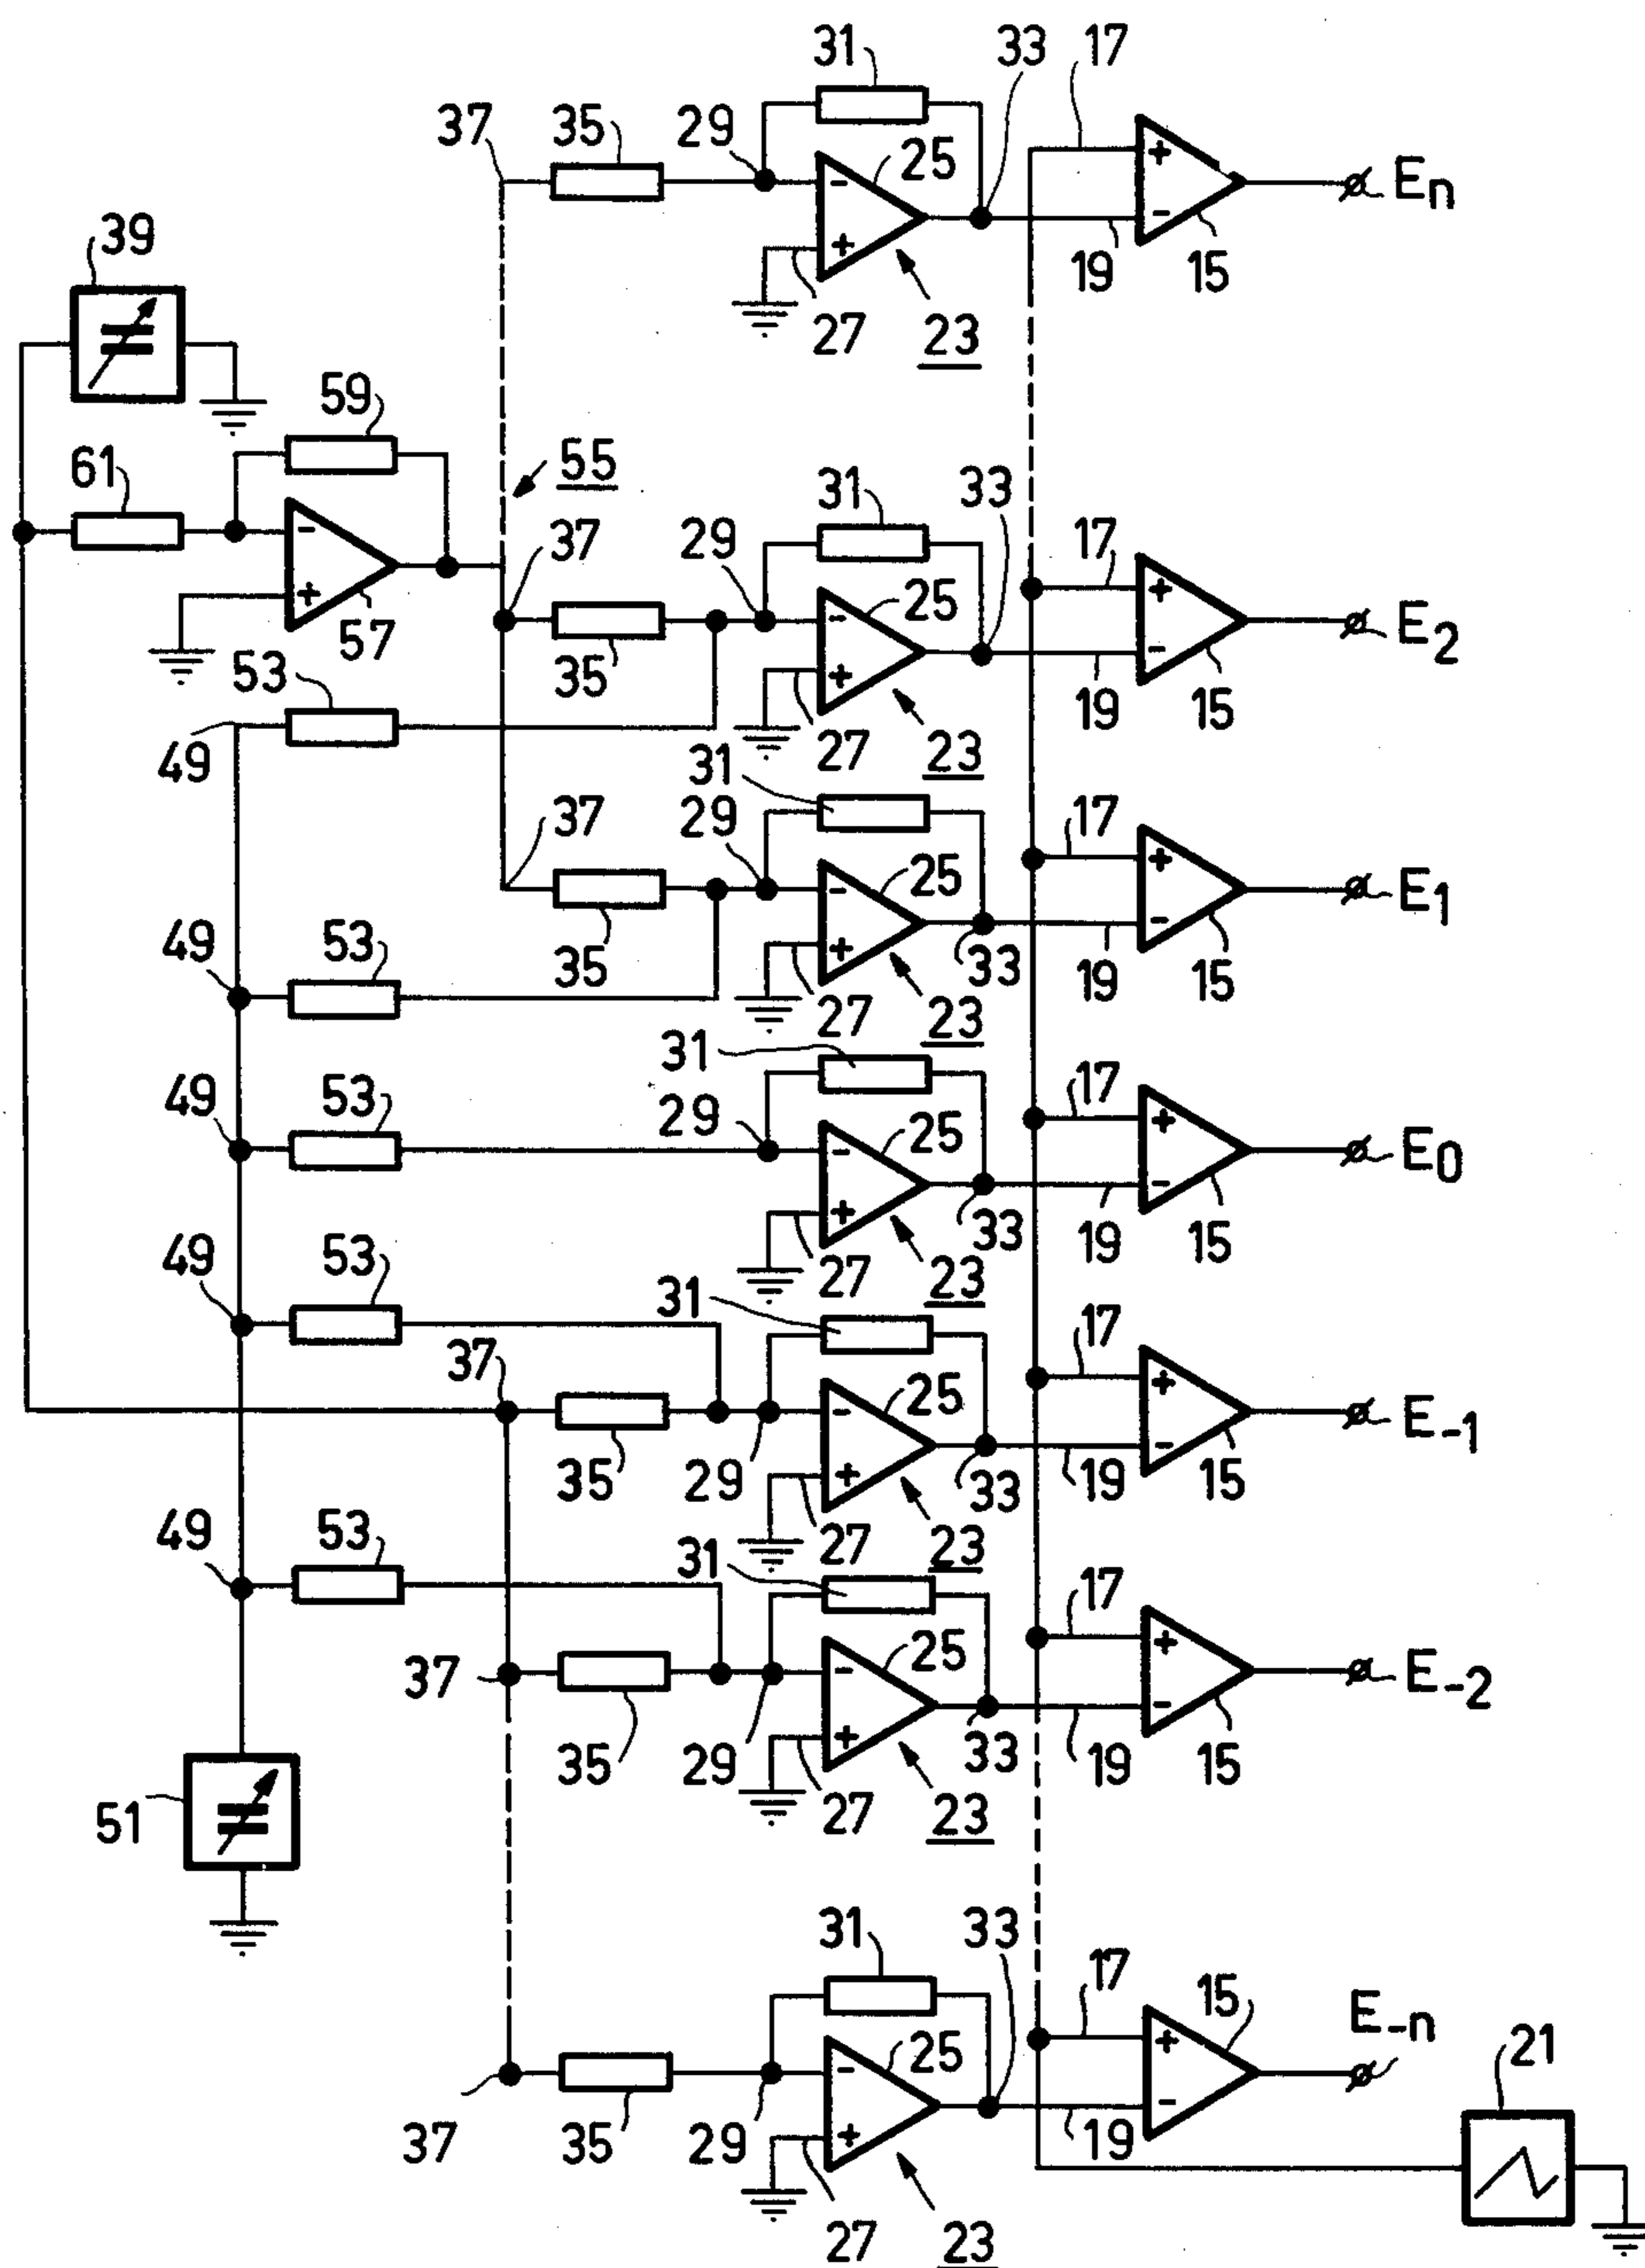 31 33 17
37 35 29 25 + - En
- +
39 19 15
27 23
59
61 55 31 33 17
37 29 25 + E2
- - -
+ +
57 35 19 15
53 27 23
49
31 17
37 29 25 + E1
- -
49 53 35 + 33 19 15
27 23
31 17
49 53 29 25 + E0
- -
+ 33 19 15
27 23
49 53 31 17
37 25 + E-1
- -
35 29 + 33 19 15
49 53 27 23
31 17
25 + E-2
37 - -
35 29 + 33 19 15
51 27 23
31 33 17 15 E-n
25 + 21
- -
37 35 29 + 19
27 23